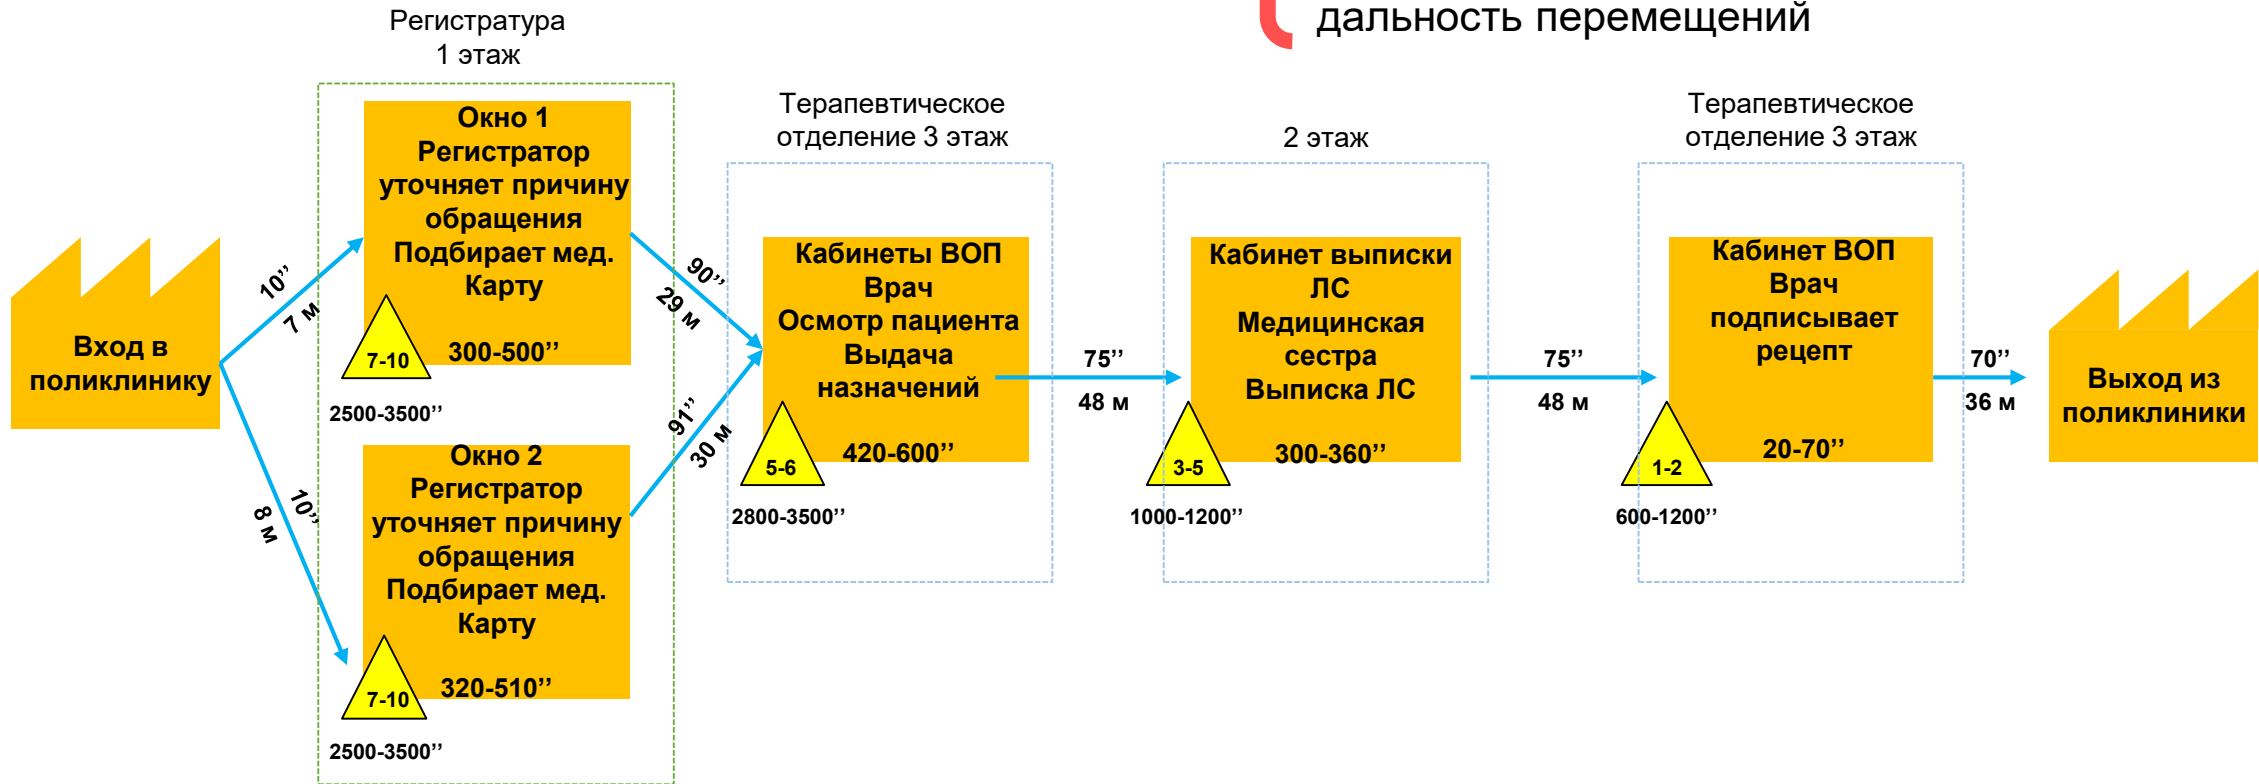 дальность перемещений
Регистратура
1 этаж
Вход в
поликлинику
10’’
7 м
10’’
8 м
Окно 1
Регистратор
уточняет причину
обращения
Подбирает мед.
Карту
300-500’’
7-10
2500-3500’’
Окно 2
Регистратор
уточняет причину
обращения
Подбирает мед.
Карту
320-510’’
7-10
2500-3500’’
90’’
29 м
91’’
30 м
Терапевтическое
отделение 3 этаж
Кабинеты ВОП
Врач
Осмотр пациента
Выдача
назначений
420-600’’
5-6
2800-3500’’
75’’
48 м
2 этаж
Кабинет выписки
ЛС
Медицинская
сестра
Выписка ЛС
300-360’’
3-5
1000-1200’’
75’’
48 м
Терапевтическое
отделение 3 этаж
Кабинет ВОП
Врач
подписывает
рецепт
20-70’’
1-2
600-1200’’
70’’
36 м
Выход из
поликлиники